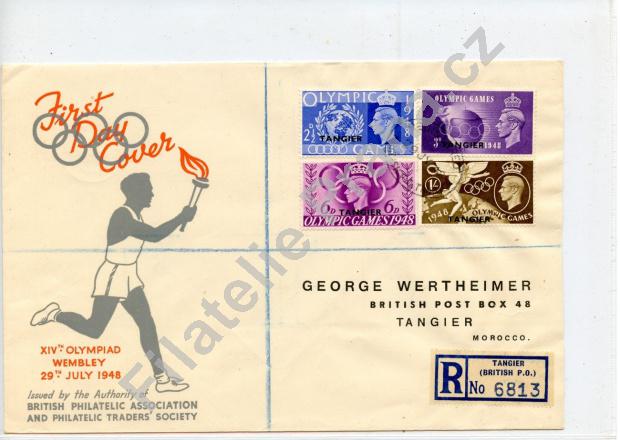 First
Day
Cover
XIVTH OLYMPIAD
WEMBLEY
29TH JULY 1948
Issued by the Authority of
BRITISH PHILATELIC ASSOCIATION
AND PHILATELIC TRADERS' SOCIETY
OLYMPIC
1948
2½D
TANGIER
GAMES
OLYMPIC GAMES
3D
TANGIER
1948
6D
TANGIER
6D
OLYMPIC GAMES 1948
1/-
1948
OLYMPIC GAMES
TANGIER
GEORGE WERTHEIMER
BRITISH POST BOX 48
TANGIER
MOROCCO.
TANGIER
(BRITISH P.O.)
R No 6813